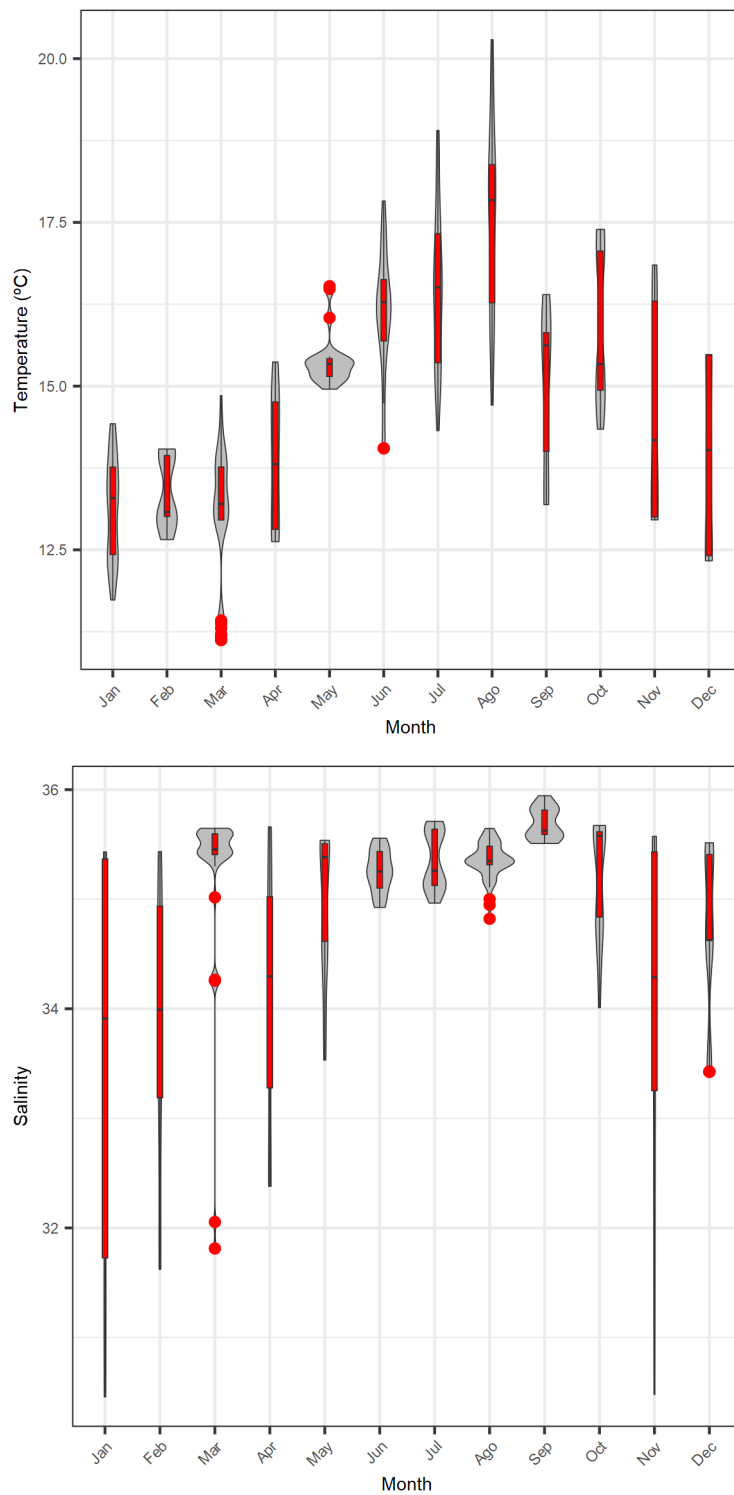 20.0
17.5
15.0
12.5
Temperature (ºC)
Jan Feb Mar Apr May Jun Jul Ago Sep Oct Nov Dec
Month
36
34
32
Salinity
Jan Feb Mar Apr May Jun Jul Ago Sep Oct Nov Dec
Month